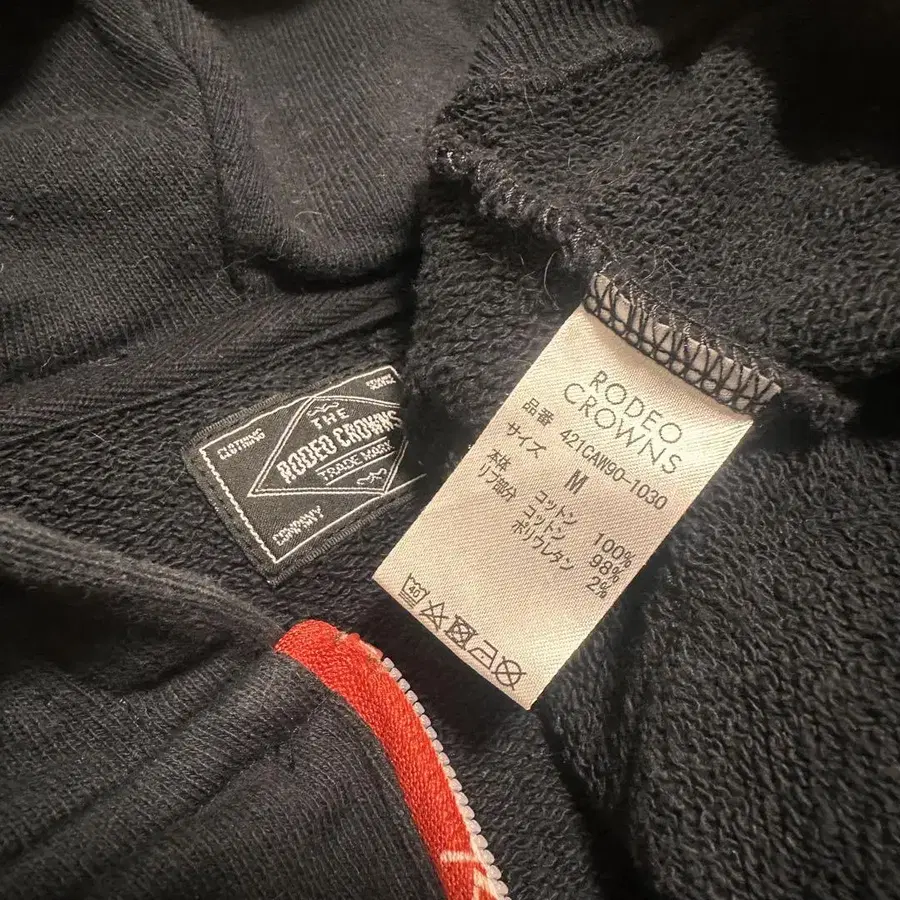 CLOTHING
THE
RODEO CROWNS
TRADE MARK
COMPANY
RODEO
CROWNS
品番 421CAW90-1030
サイズ M
本体 コットン 100%
リブ部分 コットン 98%
ポリウレタン 2%
40